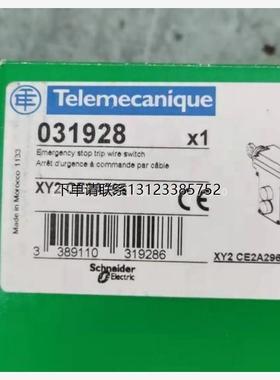 Telemecanique
031928 x1
Emergency stop trip wire switch
Arrêt d'urgence à commande par câble
XY2
下单请联系13123385752
Made in Morocco 1133
CE
3 389110 319286
XY2 CE2A296
Schneider
Electric